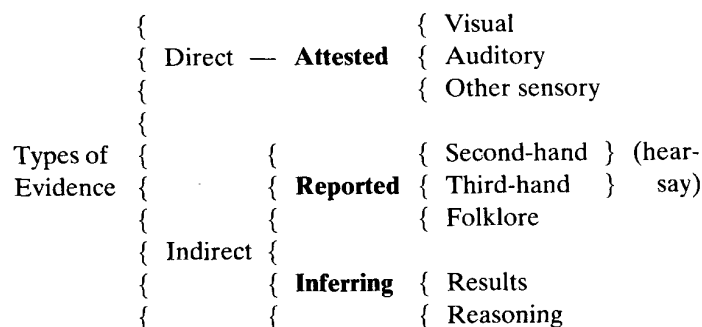 { { Visual
{ Direct — Attested { Auditory
{ { Other sensory
{
Types of { { { Second-hand } (hear-
Evidence { { Reported { Third-hand } say)
{ { { Folklore
{ Indirect {
{ { Inferring { Results
{ { { Reasoning